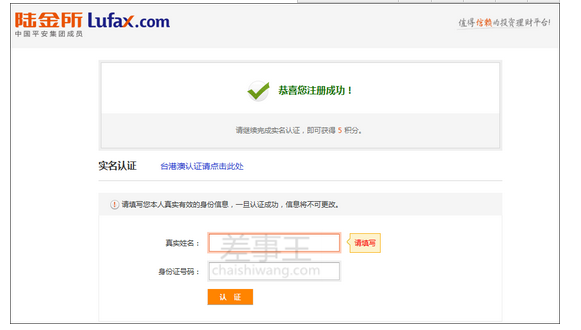 陆金所 Lufax.com
中国平安集团成员
值得信赖的投资理财平台!
恭喜您注册成功！
请继续完成实名认证，即可获得 5 积分。
实名认证 台港澳认证请点击此处
请填写您本人真实有效的身份信息，一旦认证成功，信息将不可更改。
真实姓名： 请填写
差事王
身份证号码：
chaishiwang.com
认 证